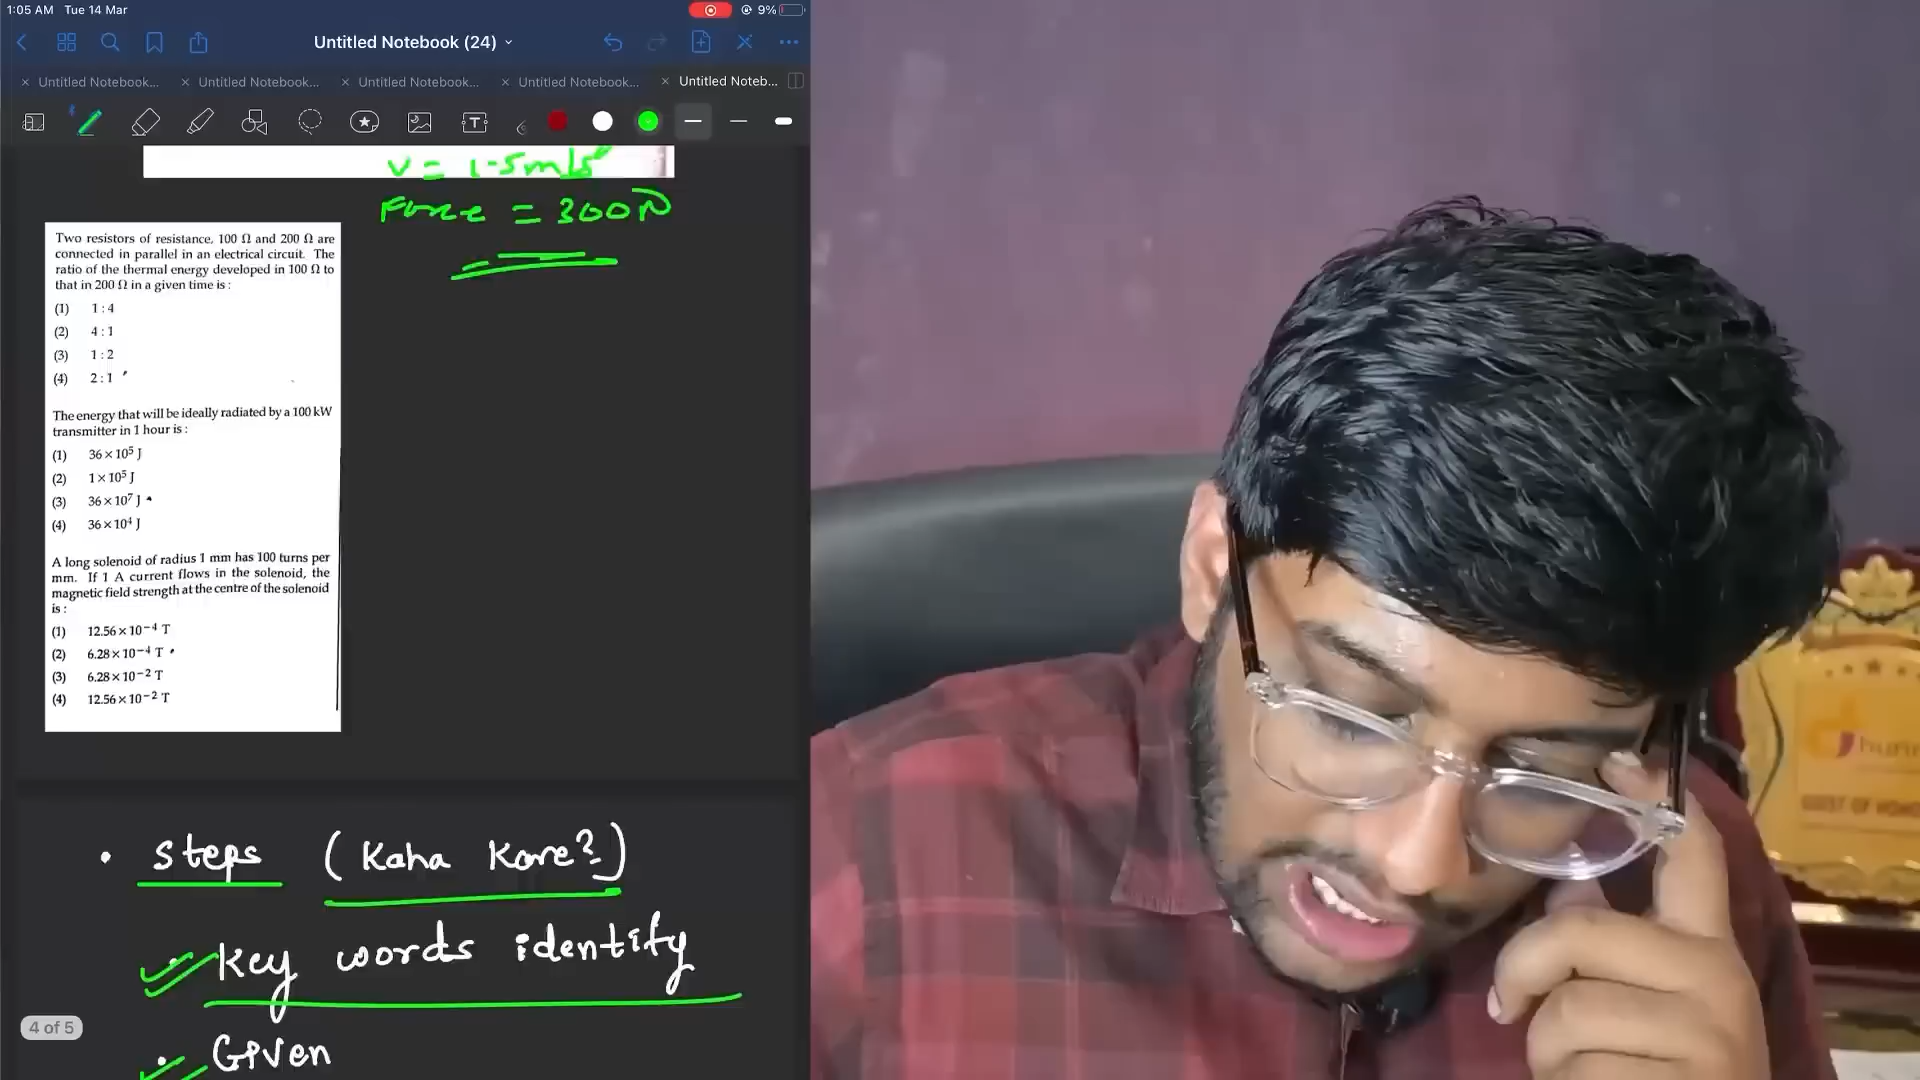 1:05 AM Tue 14 Mar
9%
Untitled Notebook (24)
Untitled Notebook...
Untitled Notebook...
Untitled Notebook...
Untitled Notebook...
Untitled Noteb...
V = 1.5m/s
Force = 300N
Two resistors of resistance, 100 Ω and 200 Ω are
connected in parallel in an electrical circuit. The
ratio of the thermal energy developed in 100 Ω to
that in 200 Ω in a given time is :
(1) 1 : 4
(2) 4 : 1
(3) 1 : 2
(4) 2 : 1
The energy that will be ideally radiated by a 100 kW
transmitter in 1 hour is :
(1) 36 × 10⁵ J
(2) 1 × 10⁵ J
(3) 36 × 10⁷ J
(4) 36 × 10⁴ J
A long solenoid of radius 1 mm has 100 turns per
mm. If 1 A current flows in the solenoid, the
magnetic field strength at the centre of the solenoid
is :
(1) 12.56 × 10⁻⁴ T
(2) 6.28 × 10⁻⁴ T
(3) 6.28 × 10⁻² T
(4) 12.56 × 10⁻² T
• Steps (Kaha Kare?)
• Key words identify
4 of 5
• Given